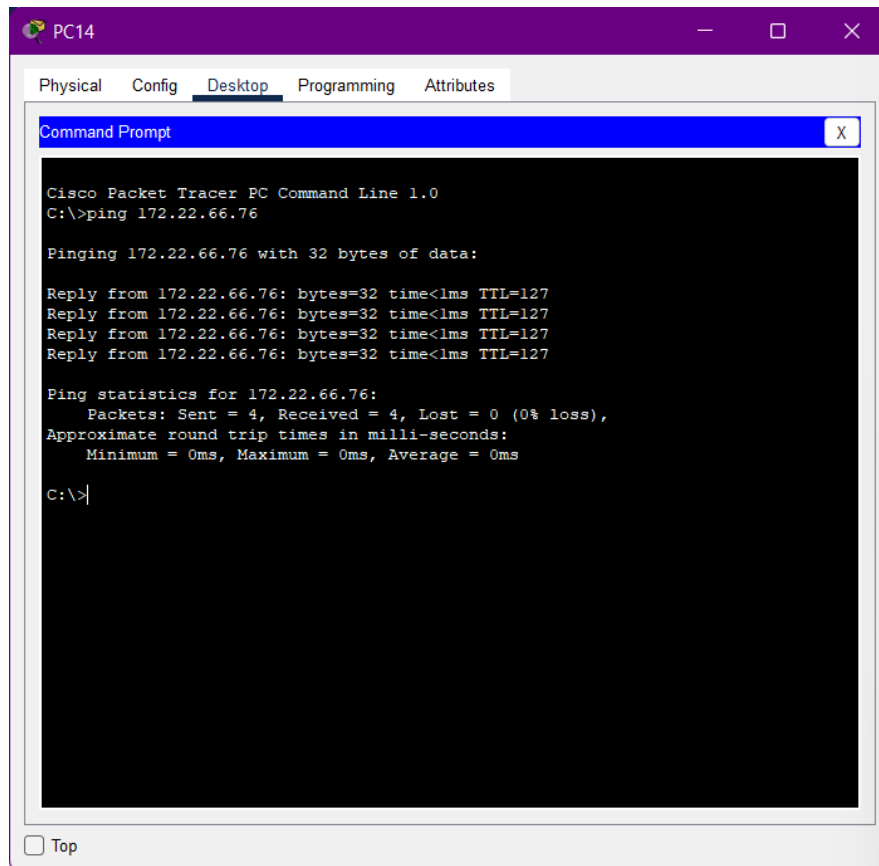 PC14
Physical Config Desktop Programming Attributes
Command Prompt
X
Cisco Packet Tracer PC Command Line 1.0
C:\>ping 172.22.66.76
Pinging 172.22.66.76 with 32 bytes of data:
Reply from 172.22.66.76: bytes=32 time<1ms TTL=127
Reply from 172.22.66.76: bytes=32 time<1ms TTL=127
Reply from 172.22.66.76: bytes=32 time<1ms TTL=127
Reply from 172.22.66.76: bytes=32 time<1ms TTL=127
Ping statistics for 172.22.66.76:
Packets: Sent = 4, Received = 4, Lost = 0 (0% loss),
Approximate round trip times in milli-seconds:
Minimum = 0ms, Maximum = 0ms, Average = 0ms
C:\>
Top